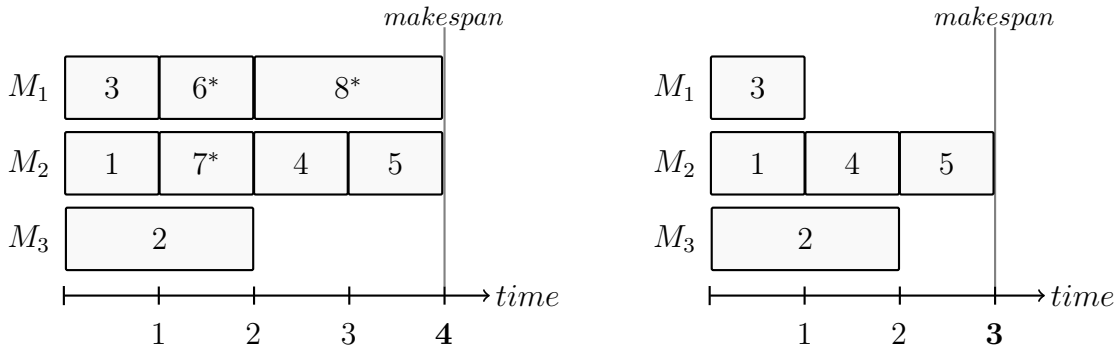 makespan makespan
M₁ 3 6* 8* M₁ 3
M₂ 1 7* 4 5 M₂ 1 4 5
M₃ 2 M₃ 2
time time
1 2 3 4 1 2 3